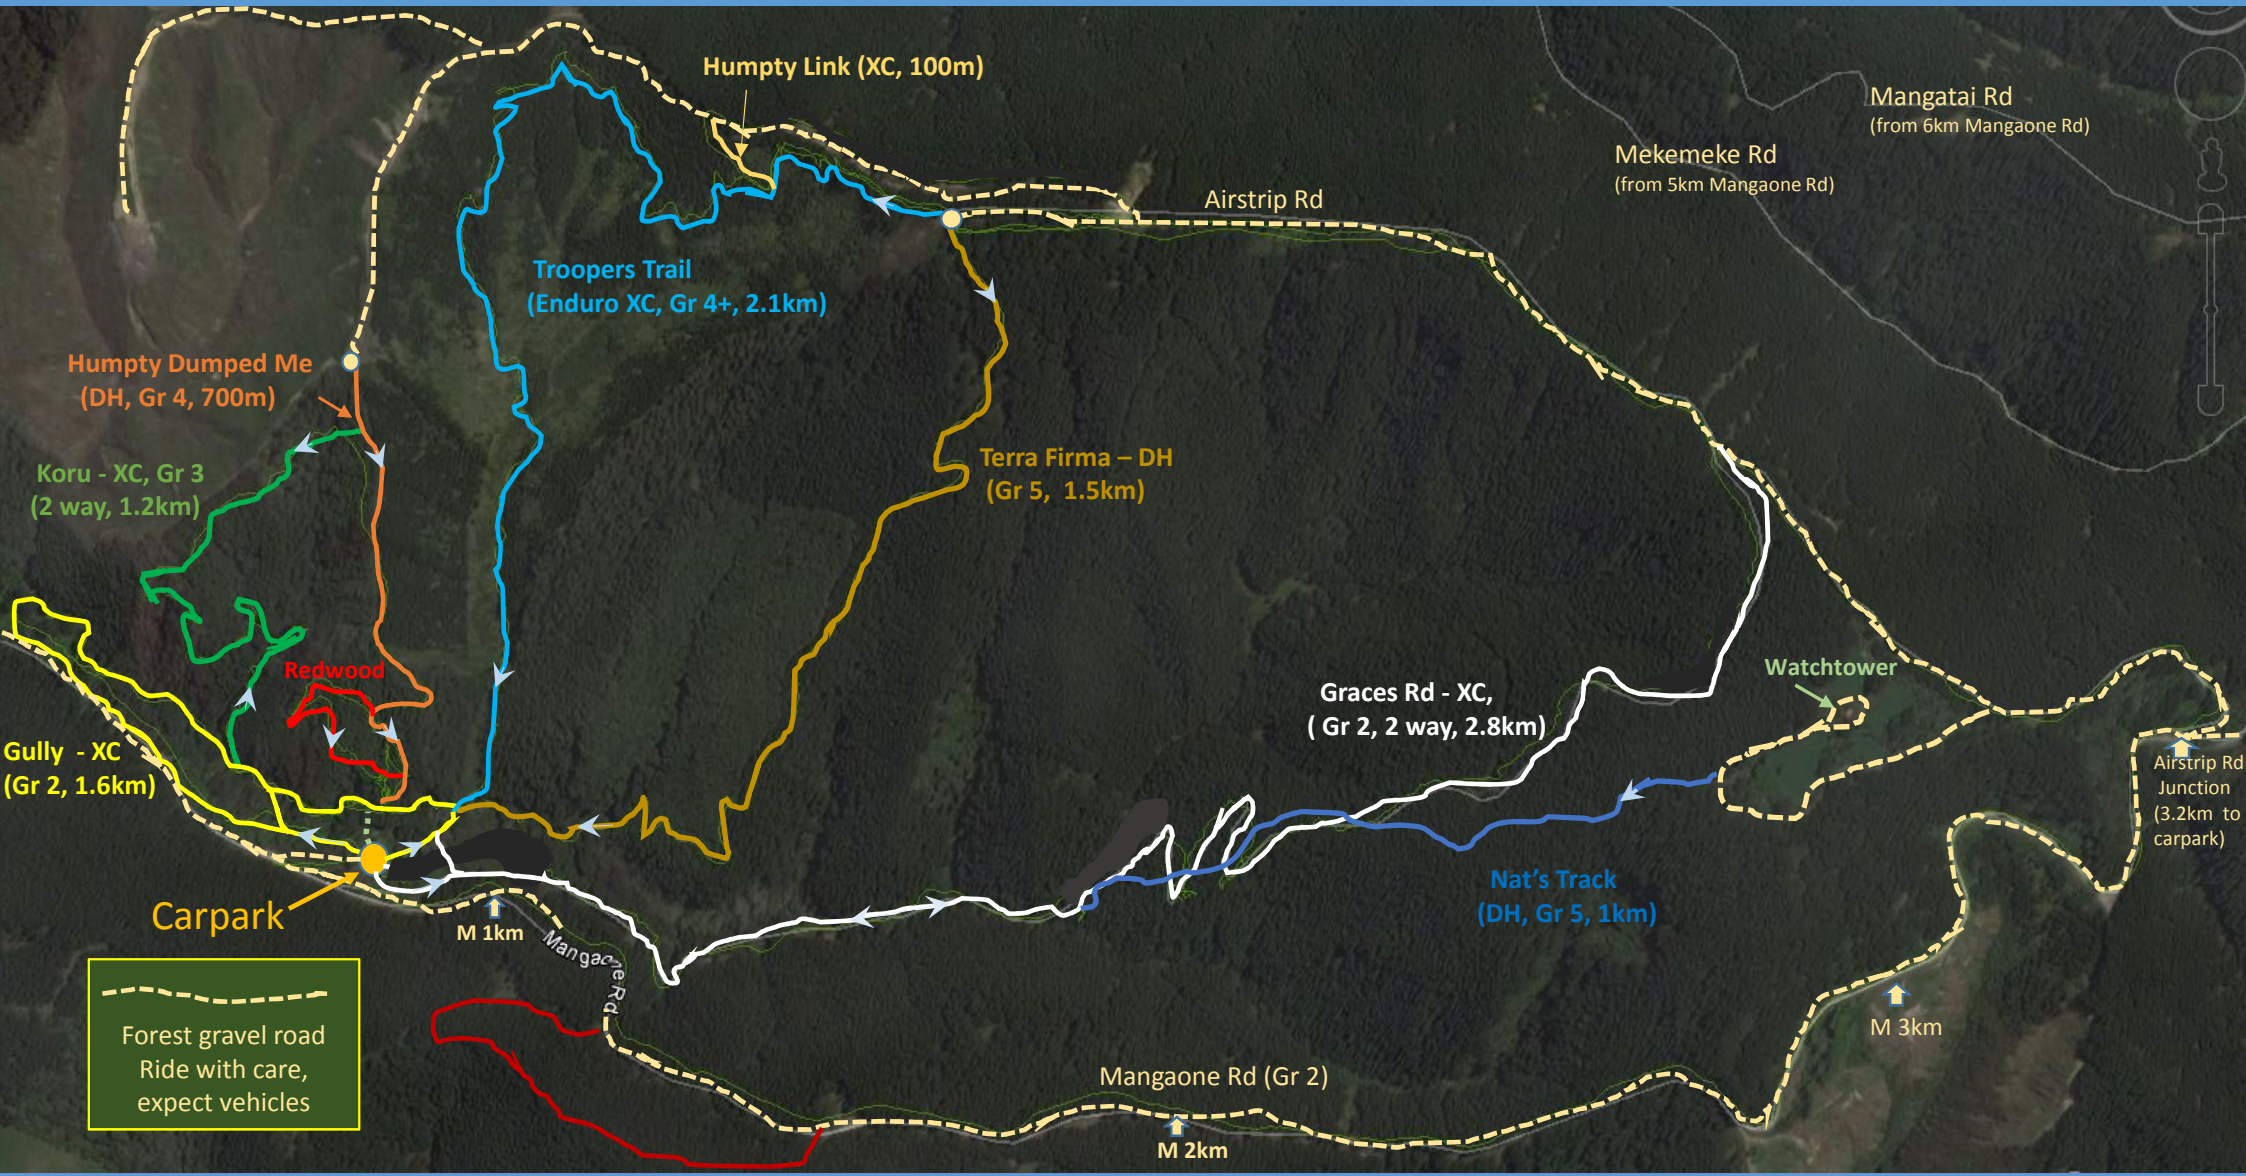 Humpty Link (XC, 100m)
Mangatai Rd
(from 6km Mangaone Rd)
Mekemeke Rd
(from 5km Mangaone Rd)
Airstrip Rd
Troopers Trail
(Enduro XC, Gr 4+, 2.1km)
Humpty Dumped Me
(DH, Gr 4, 700m)
Koru - XC, Gr 3
(2 way, 1.2km)
Terra Firma – DH
(Gr 5, 1.5km)
Redwood
Watchtower
Graces Rd - XC,
( Gr 2, 2 way, 2.8km)
Gully - XC
(Gr 2, 1.6km)
Airstrip Rd
Junction
(3.2km to
carpark)
Nat's Track
(DH, Gr 5, 1km)
Carpark
M 1km
Mangaone Rd
M 3km
Forest gravel road
Ride with care,
expect vehicles
Mangaone Rd (Gr 2)
M 2km